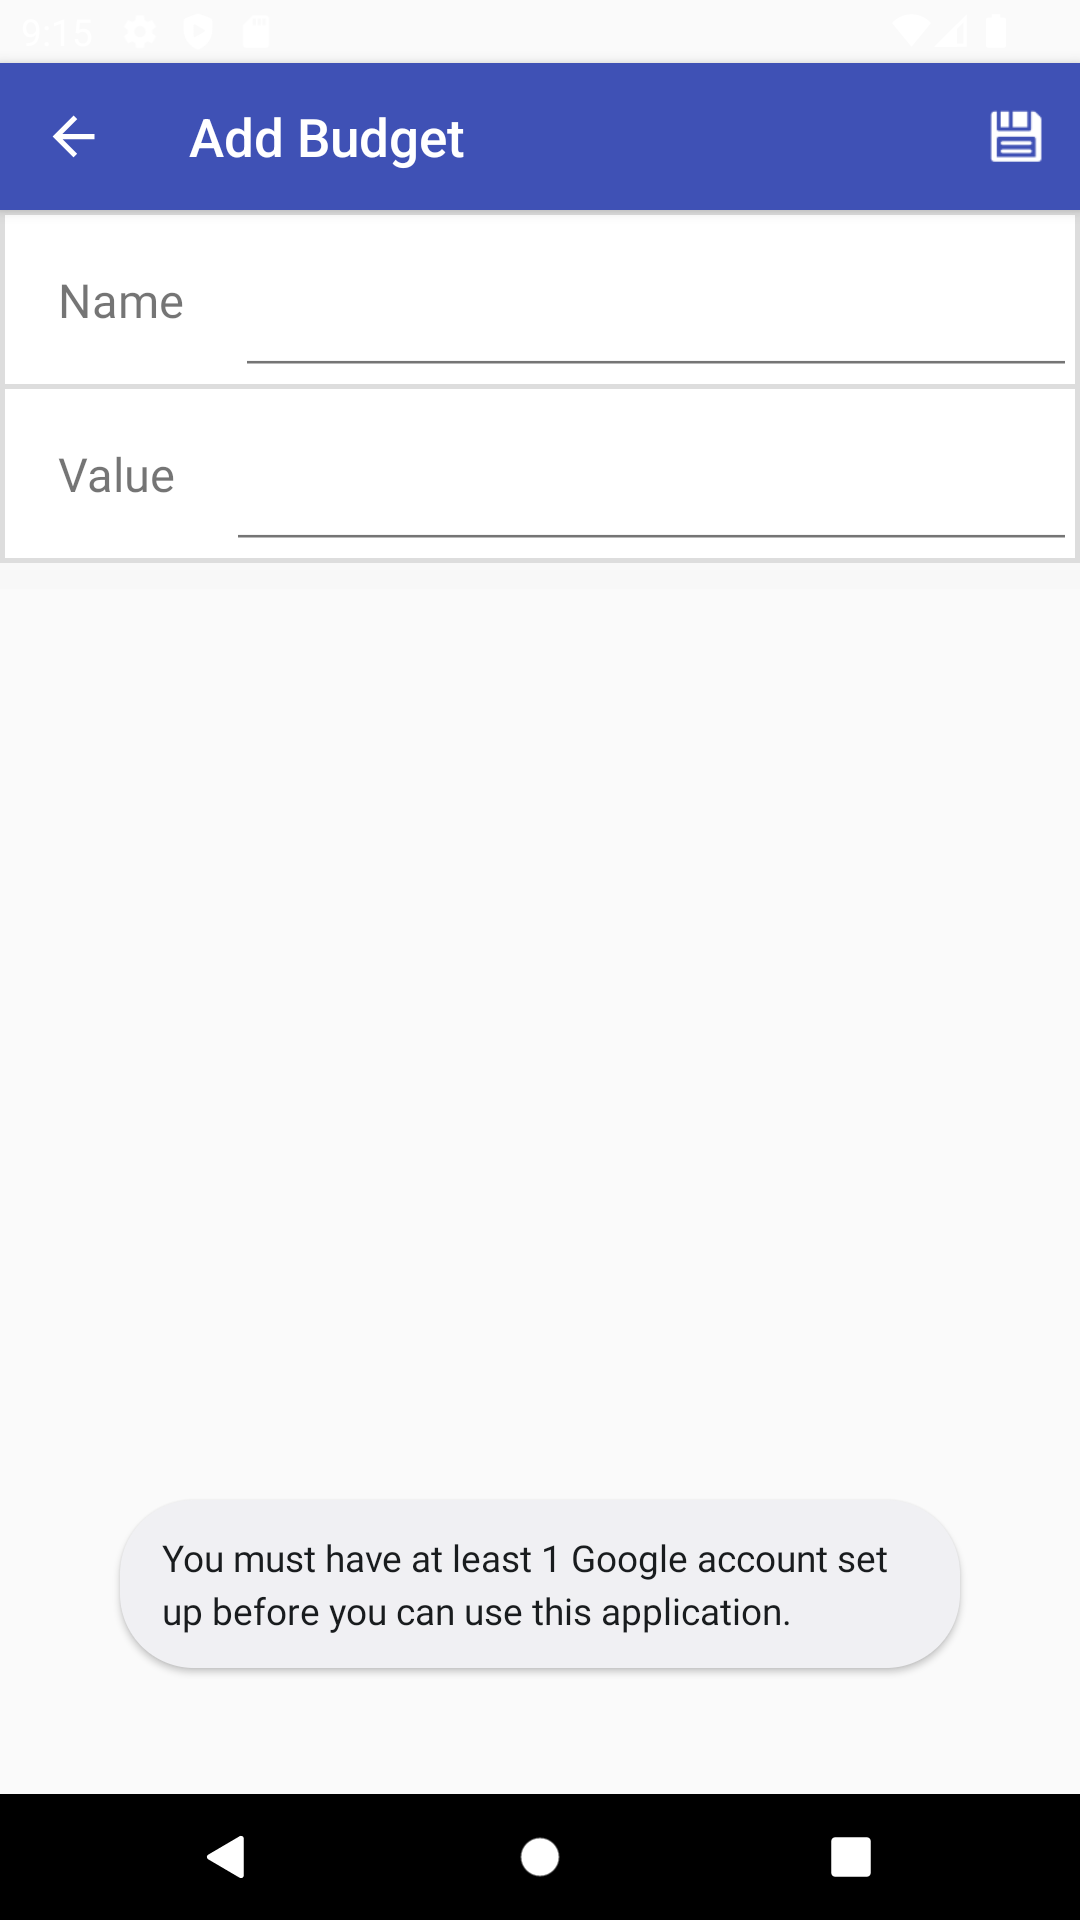 9:15
Add Budget
Name
Value
You must have at least 1 Google account set
up before you can use this application.